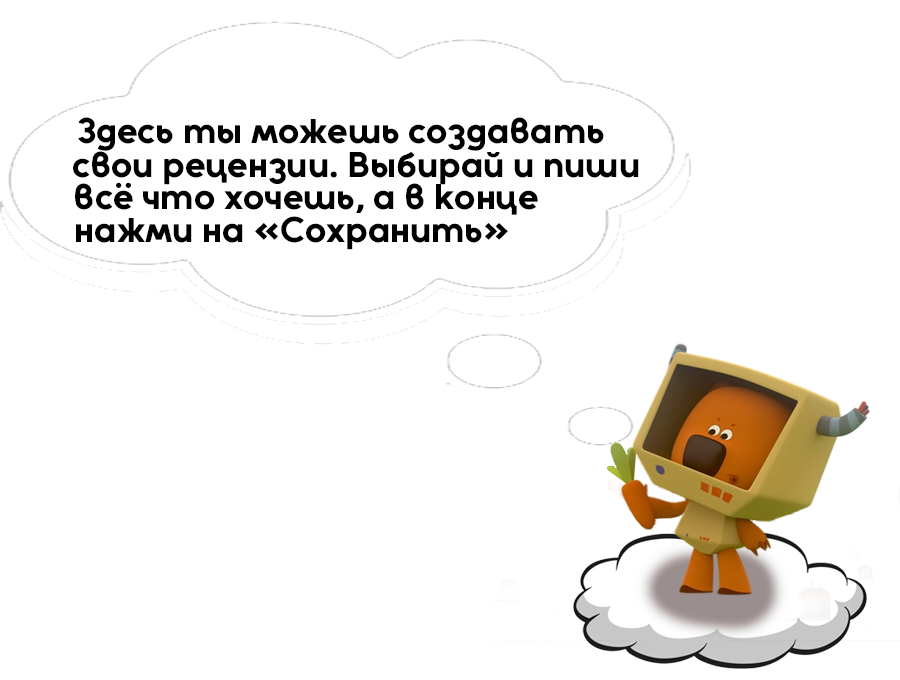 Здесь ты можешь создавать
свои рецензии. Выбирай и пиши
всё что хочешь, а в конце
нажми на «Сохранить»